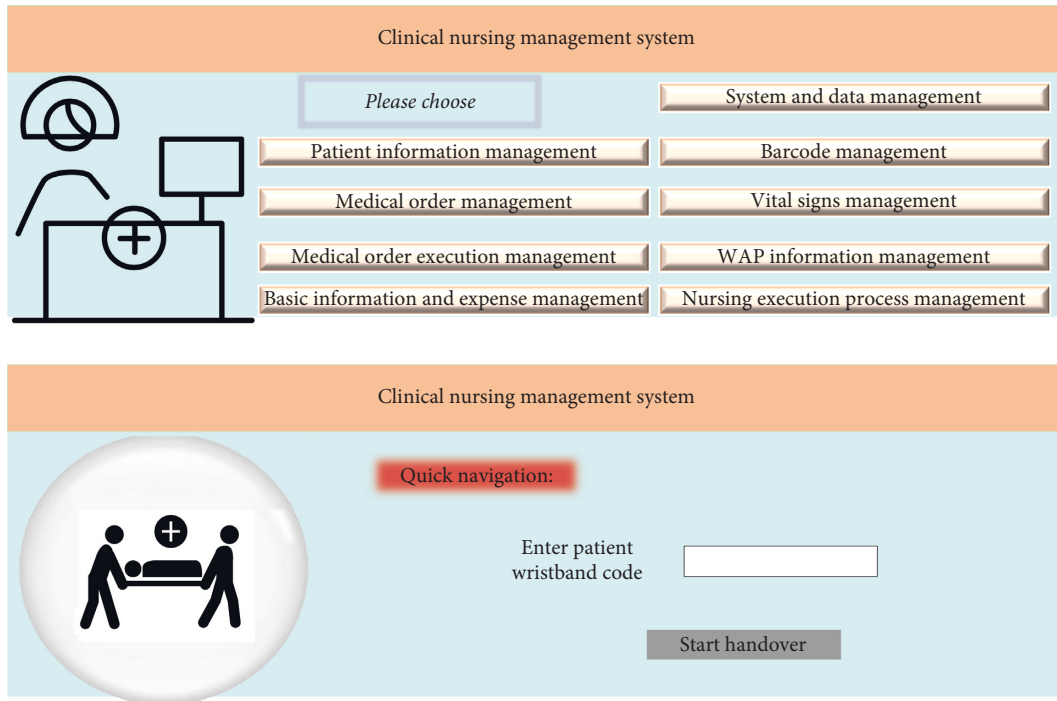 Clinical nursing management system
Please choose
System and data management
Patient information management
Barcode management
Medical order management
Vital signs management
Medical order execution management
WAP information management
Basic information and expense management
Nursing execution process management
Clinical nursing management system
Quick navigation:
Enter patient
wristband code
Start handover